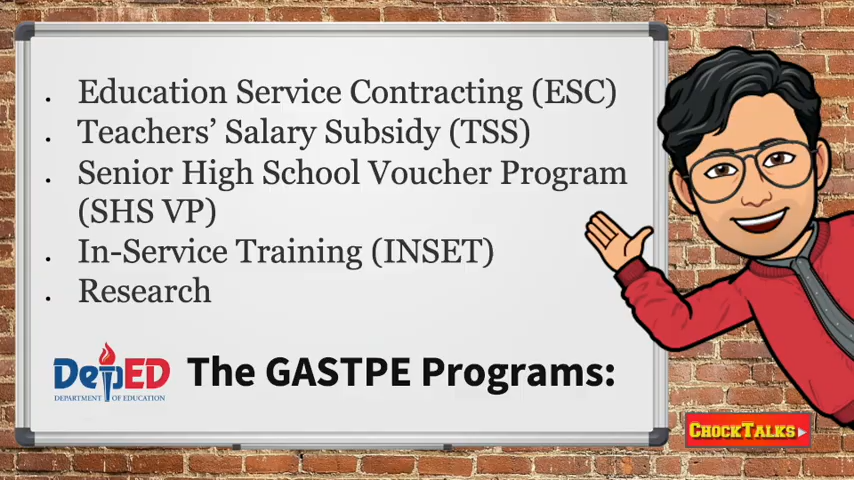 • Education Service Contracting (ESC)
• Teachers’ Salary Subsidy (TSS)
• Senior High School Voucher Program
(SHS VP)
• In-Service Training (INSET)
• Research
DepED
DEPARTMENT OF EDUCATION
The GASTPE Programs:
CHOCKTALKS